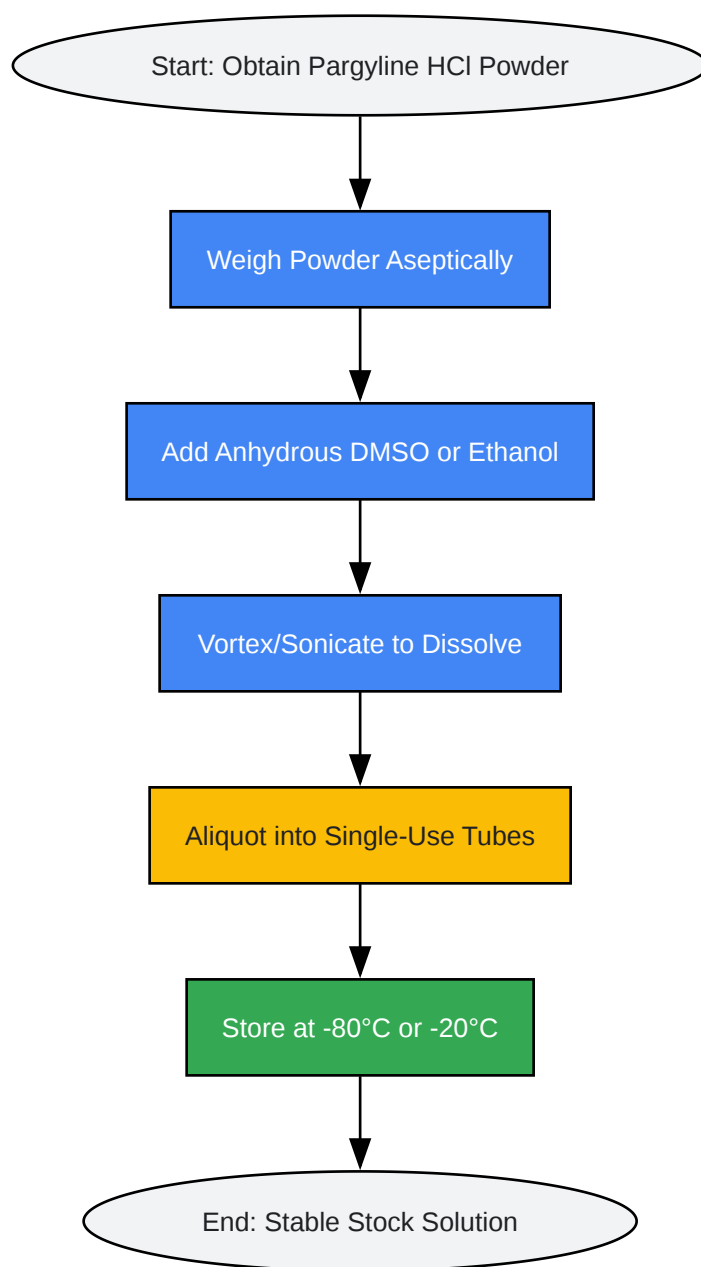 Start: Obtain Pargyline HCl Powder
Weigh Powder Aseptically
Add Anhydrous DMSO or Ethanol
Vortex/Sonicate to Dissolve
Aliquot into Single-Use Tubes
Store at -80°C or -20°C
End: Stable Stock Solution